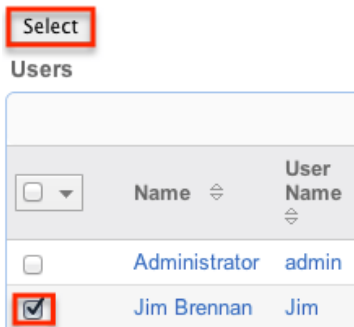 Select
Users
Name User Name
Administrator admin
Jim Brennan Jim